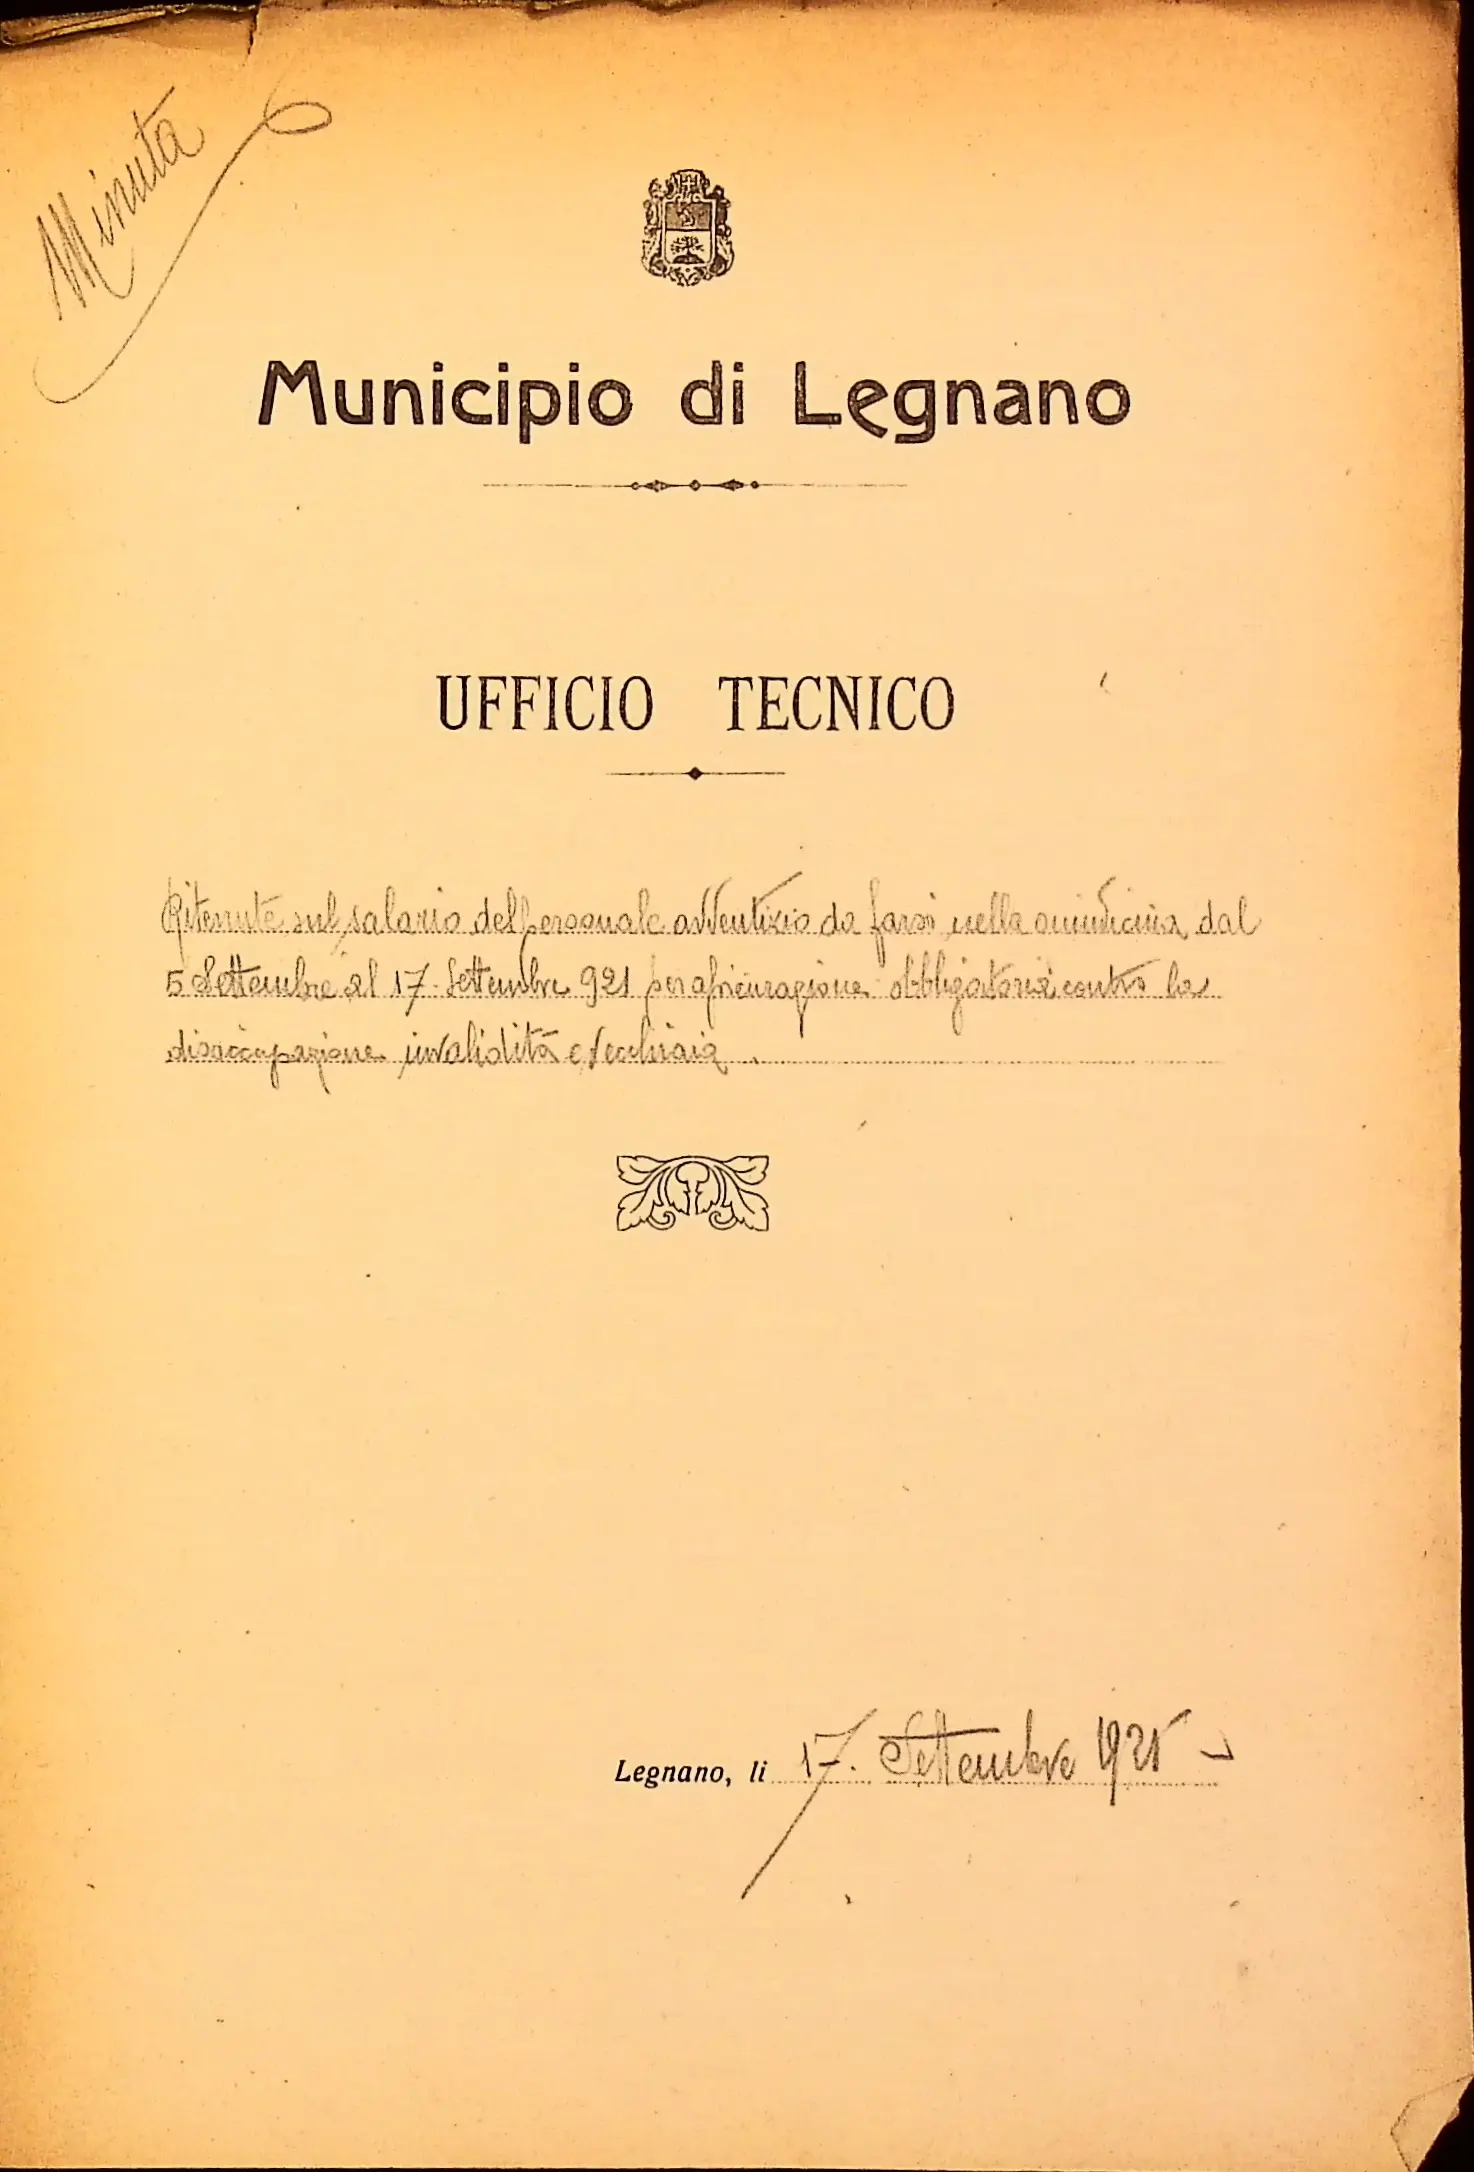 Minuta
Municipio di Legnano
UFFICIO TECNICO
Ritenute sul salario del personale avventizio da farsi nella quindicina dal
5 Settembre al 17 Settembre 921 per assicurazione obbligatoria contro la
disoccupazione invalidità e vecchiaia.
Legnano, li 17. Settembre 1921